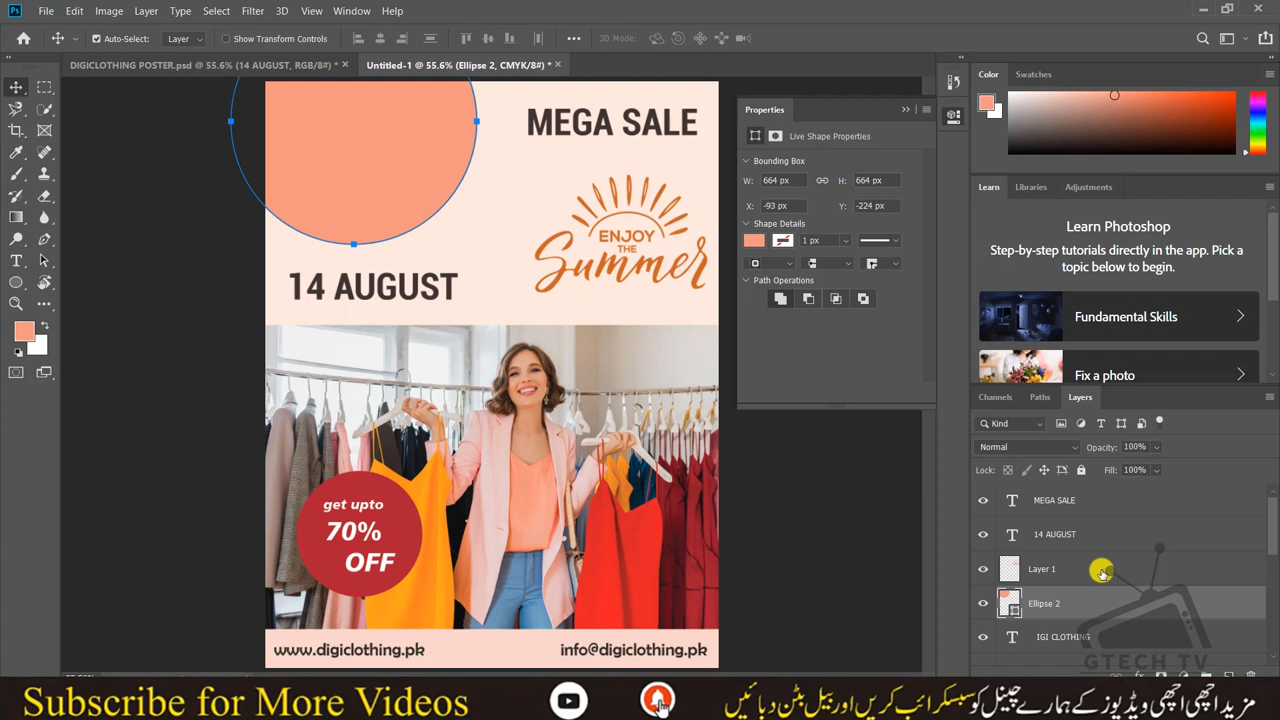 Ps File Edit Image Layer Type Select Filter 3D View Window Help
Auto-Select: Layer Show Transform Controls 3D Mode:
DIGICLOTHING POSTER.psd @ 55.6% (14 AUGUST, RGB/8#) * × Untitled-1 @ 55.6% (Ellipse 2, CMYK/8#) * ×
MEGA SALE
ENJOY
THE
Summer
14 AUGUST
get upto
70%
OFF
www.digiclothing.pk info@digiclothing.pk
Properties
Live Shape Properties
Bounding Box
W: 664 px H: 664 px
X: -93 px Y: -224 px
Shape Details
1 px
Path Operations
Color Swatches
Learn Libraries Adjustments
Learn Photoshop
Step-by-step tutorials directly in the app. Pick a
topic below to begin.
Fundamental Skills
Fix a photo
Channels Paths Layers
Kind
Normal Opacity: 100%
Lock: Fill: 100%
T MEGA SALE
T 14 AUGUST
Layer 1
Ellipse 2
T IGI CLOTHING
GTECH TV
Subscribe for More Videos
مزید اچھی اچھی ویڈیوز کے ہمارے چینل کو سبسکرائب کریں اور بیل بٹن دبائیں